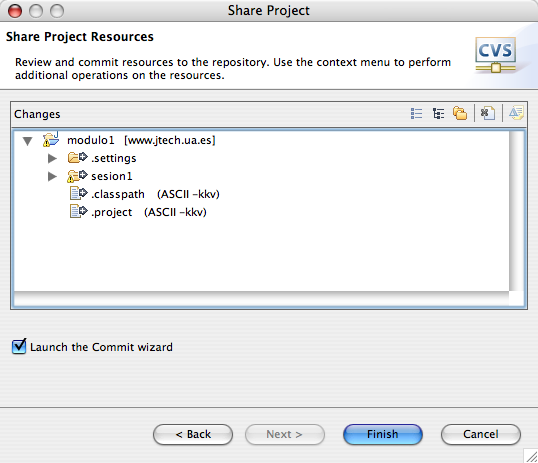 Share Project
Share Project Resources
Review and commit resources to the repository. Use the context menu to perform
additional operations on the resources.
CVS
Changes
modulo1 [www.jtech.ua.es]
.settings
sesion1
.classpath (ASCII -kkv)
.project (ASCII -kkv)
Launch the Commit wizard
< Back
Next >
Finish
Cancel